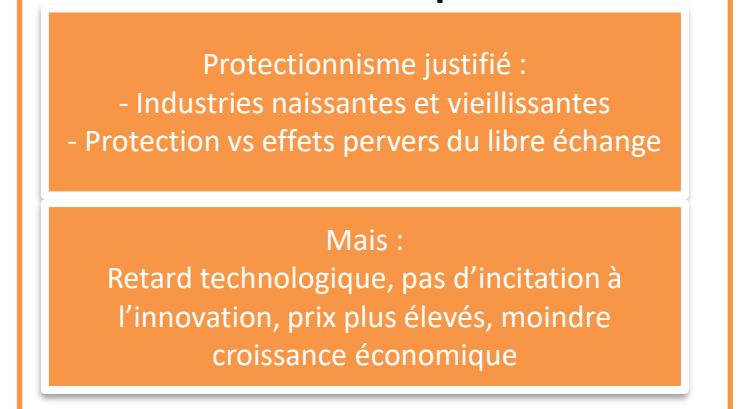 Protectionnisme justifié :
- Industries naissantes et vieillissantes
- Protection vs effets pervers du libre échange
Mais :
Retard technologique, pas d’incitation à
l’innovation, prix plus élevés, moindre
croissance économique